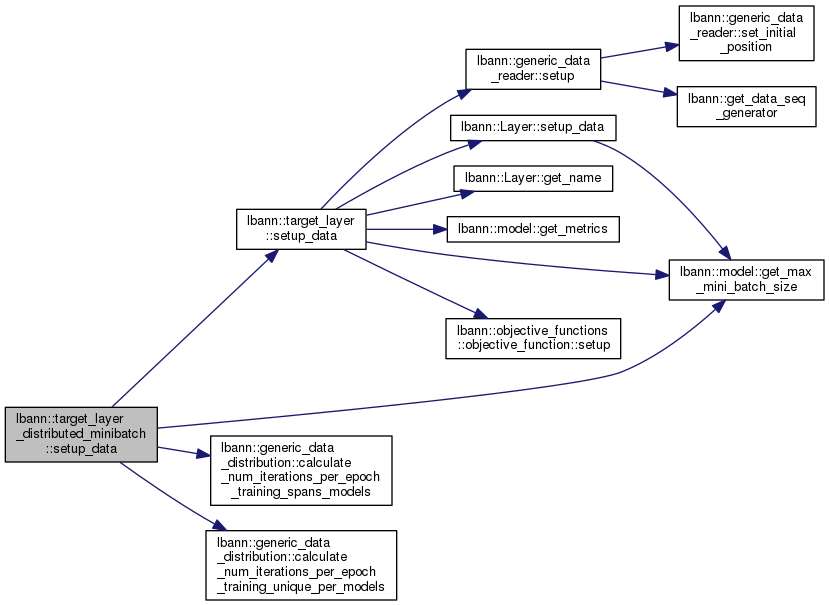 lbann::generic_data
_reader::set_initial
_position
lbann::generic_data
_reader::setup
lbann::get_data_seq
_generator
lbann::Layer::setup_data
lbann::Layer::get_name
lbann::target_layer
::setup_data
lbann::model::get_metrics
lbann::model::get_max
_mini_batch_size
lbann::objective_functions
::objective_function::setup
lbann::target_layer
_distributed_minibatch
::setup_data
lbann::generic_data
_distribution::calculate
_num_iterations_per_epoch
_training_spans_models
lbann::generic_data
_distribution::calculate
_num_iterations_per_epoch
_training_unique_per_models